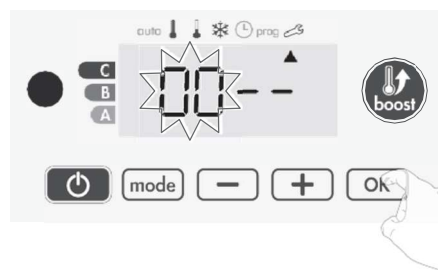 auto prog
C
B
A
00--
boost
mode − + OK